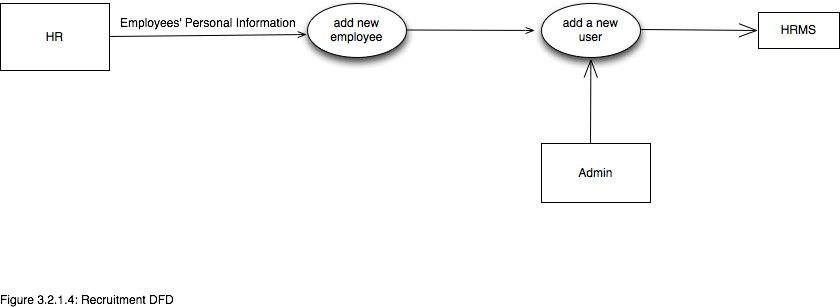 Employees' Personal Information
HR
add new
employee
add a new
user
HRMS
Admin
Figure 3.2.1.4: Recruitment DFD